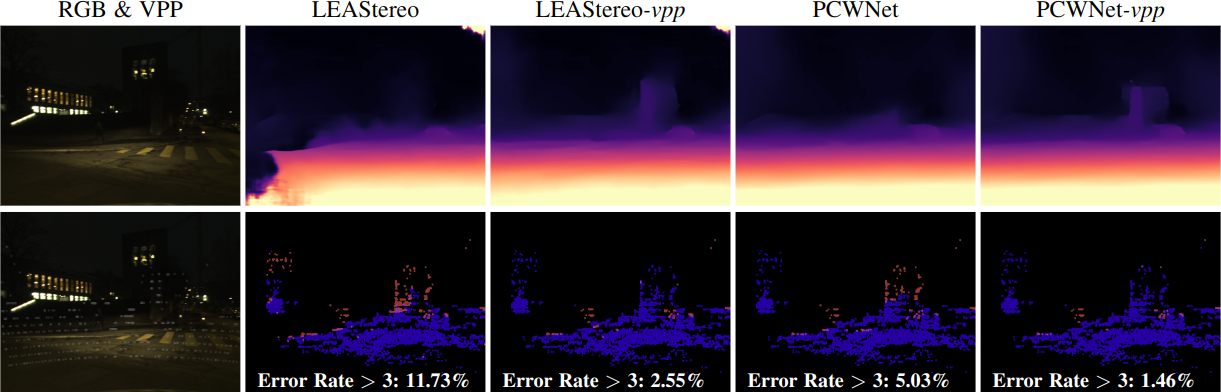 RGB & VPP LEAStereo LEAStereo-vpp PCWNet PCWNet-vpp
Error Rate > 3: 11.73% Error Rate > 3: 2.55% Error Rate > 3: 5.03% Error Rate > 3: 1.46%